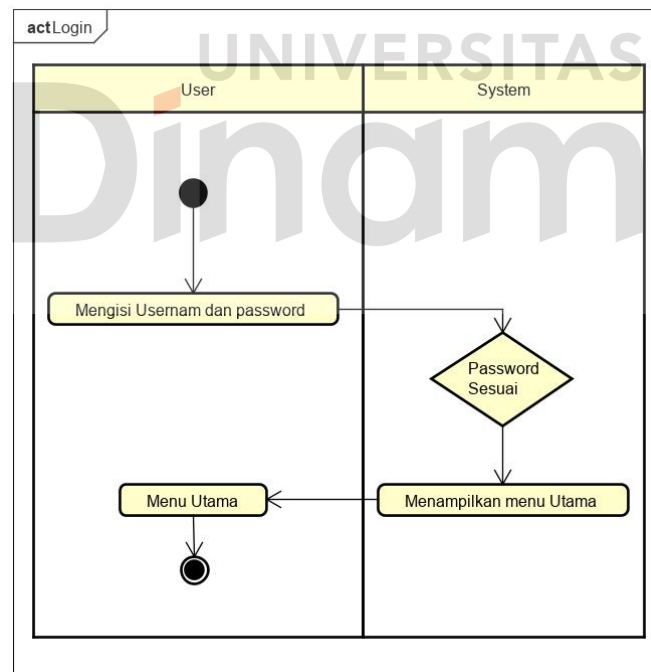 actLogin
UNIVERSITAS
Dinam
User
System
Mengisi Usernam dan password
Password
Sesuai
Menu Utama
Menampilkan menu Utama